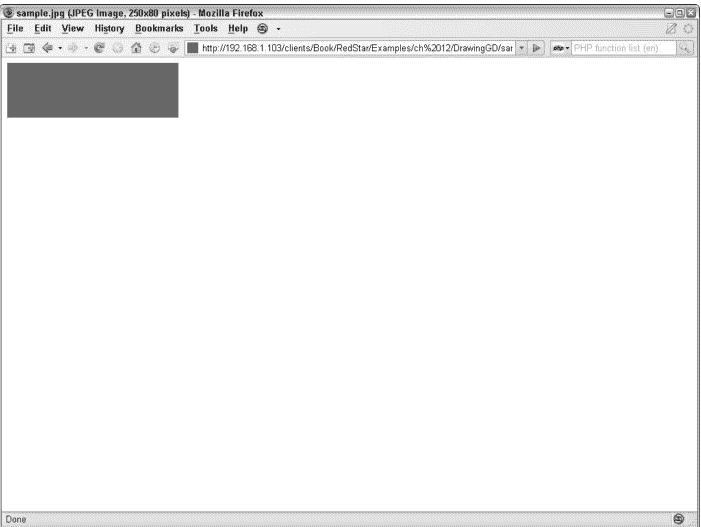 sample.jpg (JPEG Image, 250x80 pixels) - Mozilla Firefox
File Edit View History Bookmarks Tools Help
http://192.168.1.103/clients/Book/RedStar/Examples/ch%2012/DrawingGD/sar php PHP function list (en)
Done